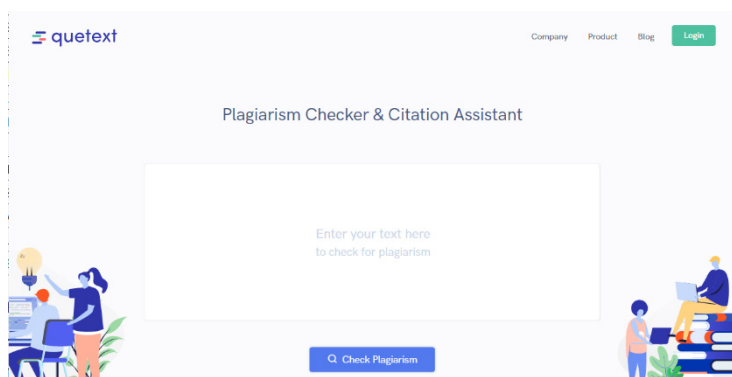 quetext
Company Product Blog Login
Plagiarism Checker & Citation Assistant
Enter your text here
to check for plagiarism
Check Plagiarism